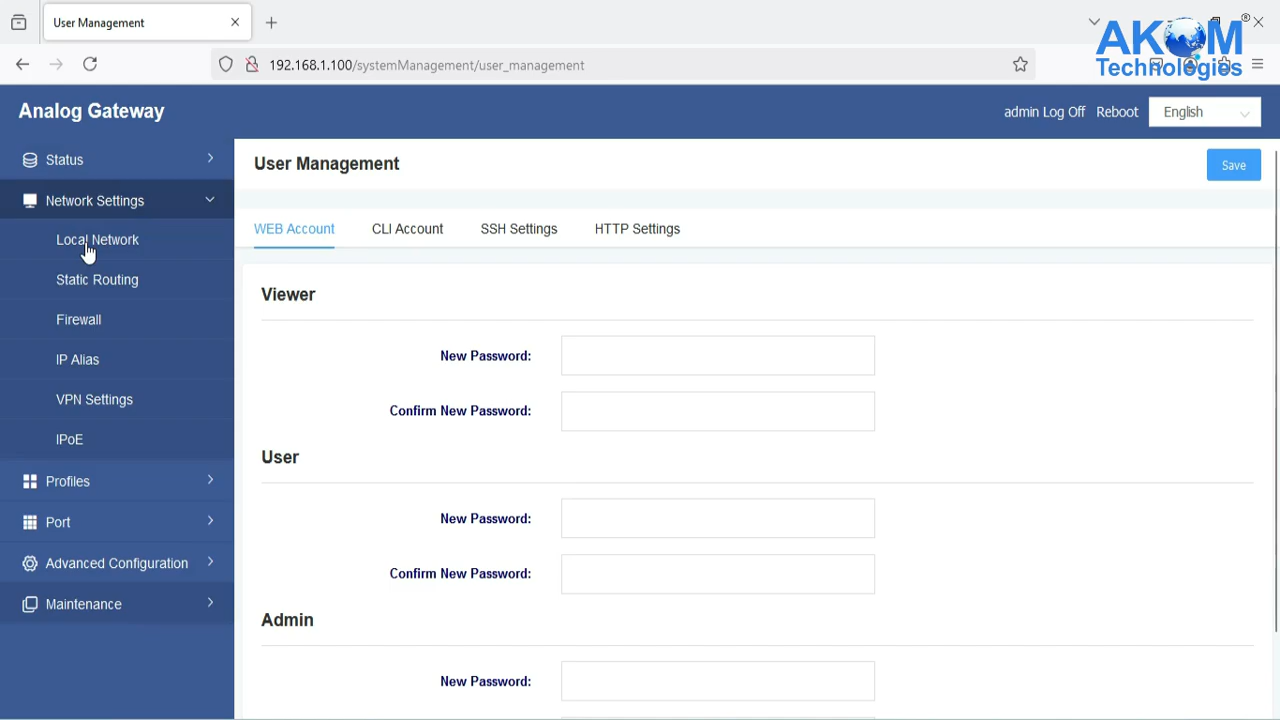 User Management
AKOM
Technologies
192.168.1.100/systemManagement/user_management
Analog Gateway
admin Log Off Reboot English
Status
Network Settings
Local Network
Static Routing
Firewall
IP Alias
VPN Settings
IPoE
Profiles
Port
Advanced Configuration
Maintenance
User Management
Save
WEB Account CLI Account SSH Settings HTTP Settings
Viewer
New Password:
Confirm New Password:
User
New Password:
Confirm New Password:
Admin
New Password: